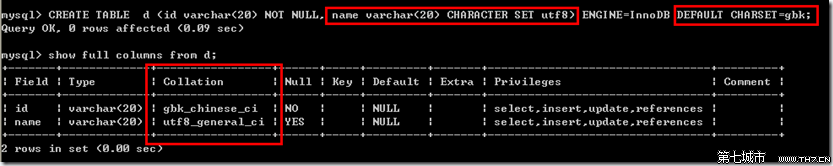 mysql> CREATE TABLE  d (id varchar(20) NOT NULL, name varchar(20) CHARACTER SET utf8) ENGINE=InnoDB DEFAULT CHARSET=gbk;
Query OK, 0 rows affected (0.09 sec)
mysql> show full columns from d;
+-------+-------------+-----------------+------+-----+---------+-------+---------------------------------+---------+
| Field | Type        | Collation       | Null | Key | Default | Extra | Privileges                      | Comment |
+-------+-------------+-----------------+------+-----+---------+-------+---------------------------------+---------+
| id    | varchar(20) | gbk_chinese_ci  | NO   |     | NULL    |       | select,insert,update,references |         |
| name  | varchar(20) | utf8_general_ci | YES  |     | NULL    |       | select,insert,update,references |         |
+-------+-------------+-----------------+------+-----+---------+-------+---------------------------------+---------+
2 rows in set (0.00 sec)
第七城市 www.TH7.CN